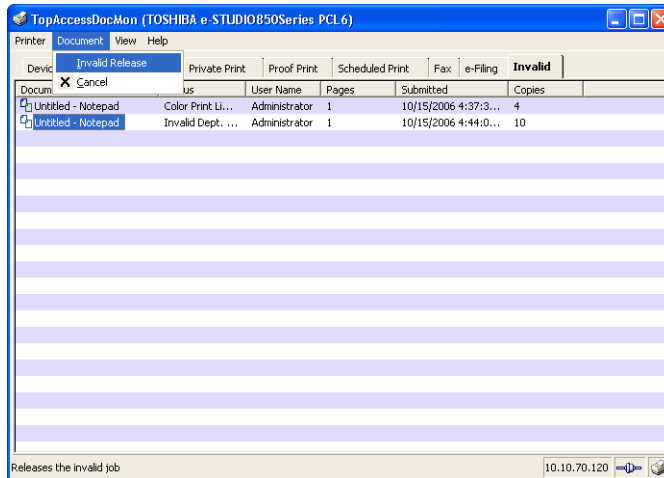 TopAccessDocMon (TOSHIBA e-STUDIO850Series PCL6)
Printer Document View Help
Invalid Release
Cancel
Devic Private Print Proof Print Scheduled Print Fax e-Filing Invalid
Docum us User Name Pages Submitted Copies
Untitled - Notepad Color Print Li... Administrator 1 10/15/2006 4:37:3... 4
Untitled - Notepad Invalid Dept. ... Administrator 1 10/15/2006 4:44:0... 10
Releases the invalid job 10.10.70.120